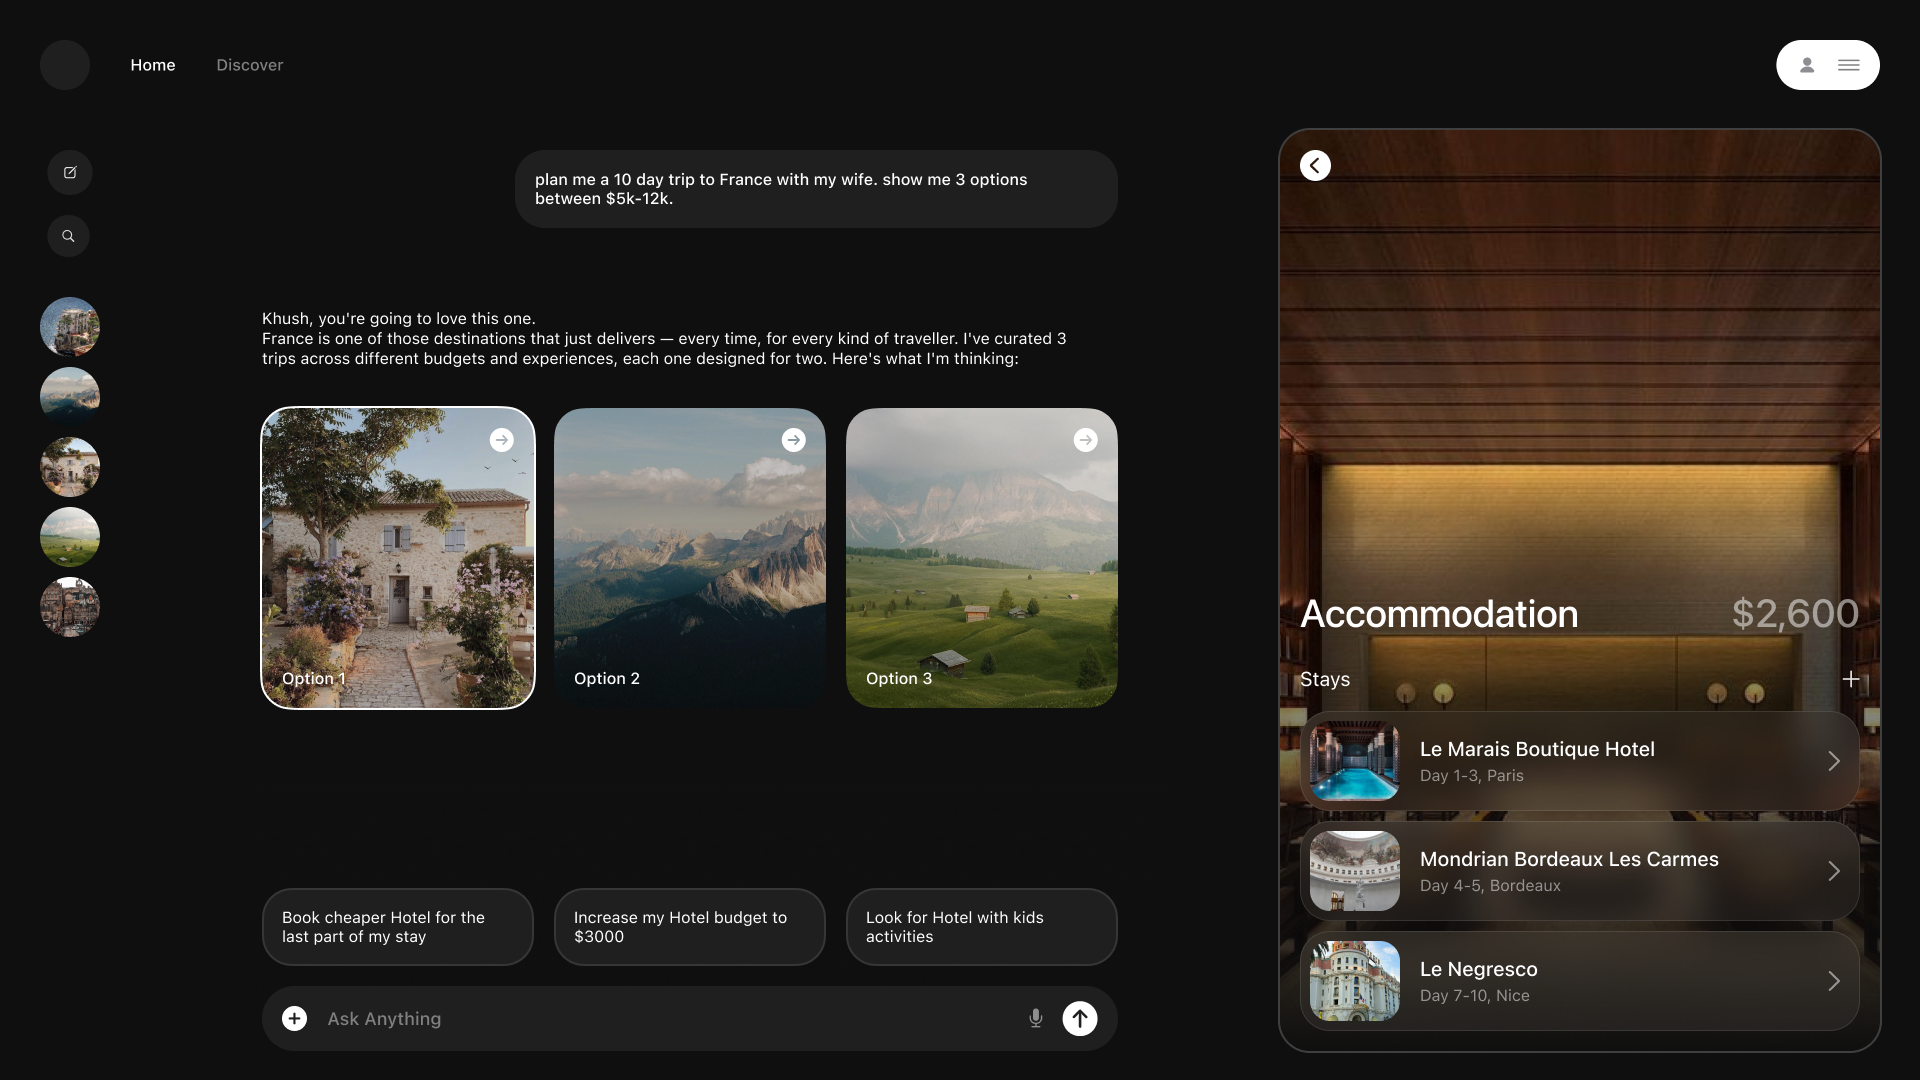 Home
Discover
plan me a 10 day trip to France with my wife. show me 3 options
between $5k-12k.
Khush, you're going to love this one.
France is one of those destinations that just delivers — every time, for every kind of traveller. I've curated 3
trips across different budgets and experiences, each one designed for two. Here's what I'm thinking:
Option 1
Option 2
Option 3
Book cheaper Hotel for the
last part of my stay
Increase my Hotel budget to
$3000
Look for Hotel with kids
activities
Ask Anything
Accommodation
$2,600
Stays
Le Marais Boutique Hotel
Day 1-3, Paris
Mondrian Bordeaux Les Carmes
Day 4-5, Bordeaux
Le Negresco
Day 7-10, Nice